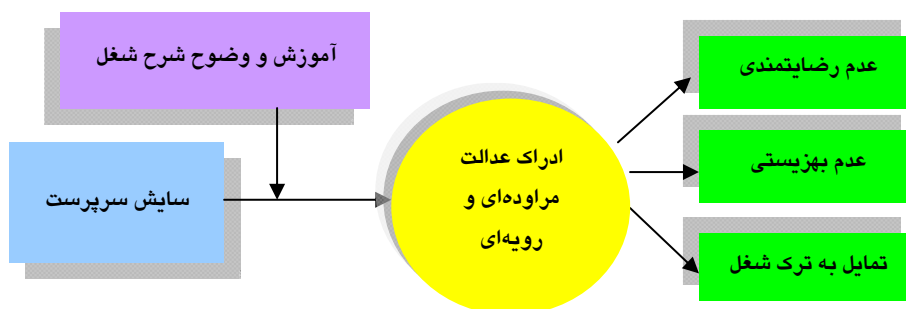 آموزش و وضوح شرح شغل
سایش سرپرست
ادراک عدالت
مراوده‌ای و
رویه‌ای
عدم رضایتمندی
عدم بهزیستی
تمایل به ترک شغل